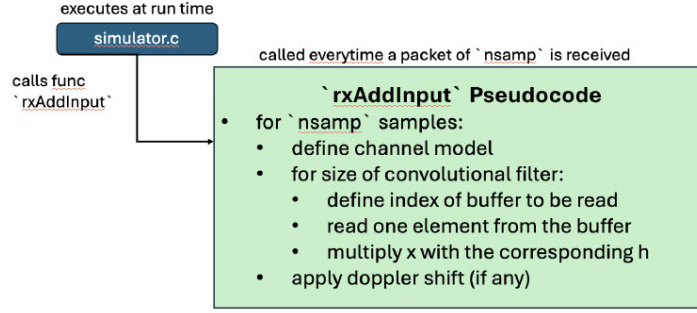 executes at run time
simulator.c
calls func
`rxAddInput`
called everytime a packet of `nsamp` is received
`rxAddInput` Pseudocode
• for `nsamp` samples:
• define channel model
• for size of convolutional filter:
• define index of buffer to be read
• read one element from the buffer
• multiply x with the corresponding h
• apply doppler shift (if any)